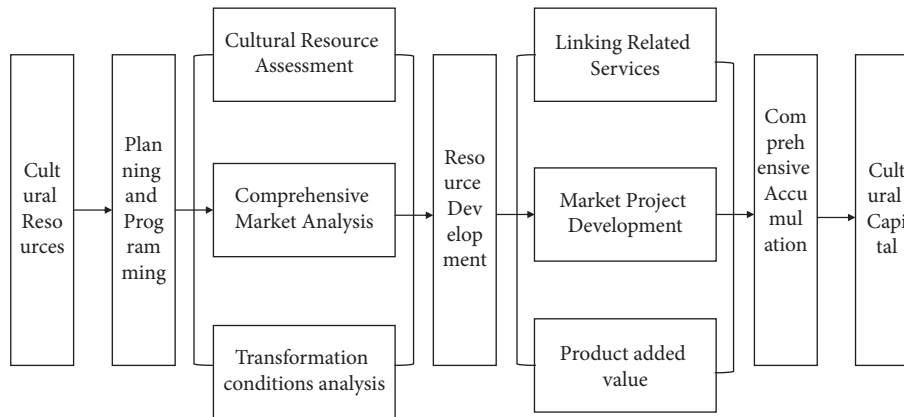 Cult
ural
Reso
urces
Plan
ning
and
Prog
ram
ming
Cultural Resource
Assessment
Comprehensive
Market Analysis
Transformation
conditions analysis
Reso
urce
Dev
elop
ment
Linking Related
Services
Market Project
Development
Product added
value
Com
preh
ensive
Accu
mul
ation
Cult
ural
Capi
tal